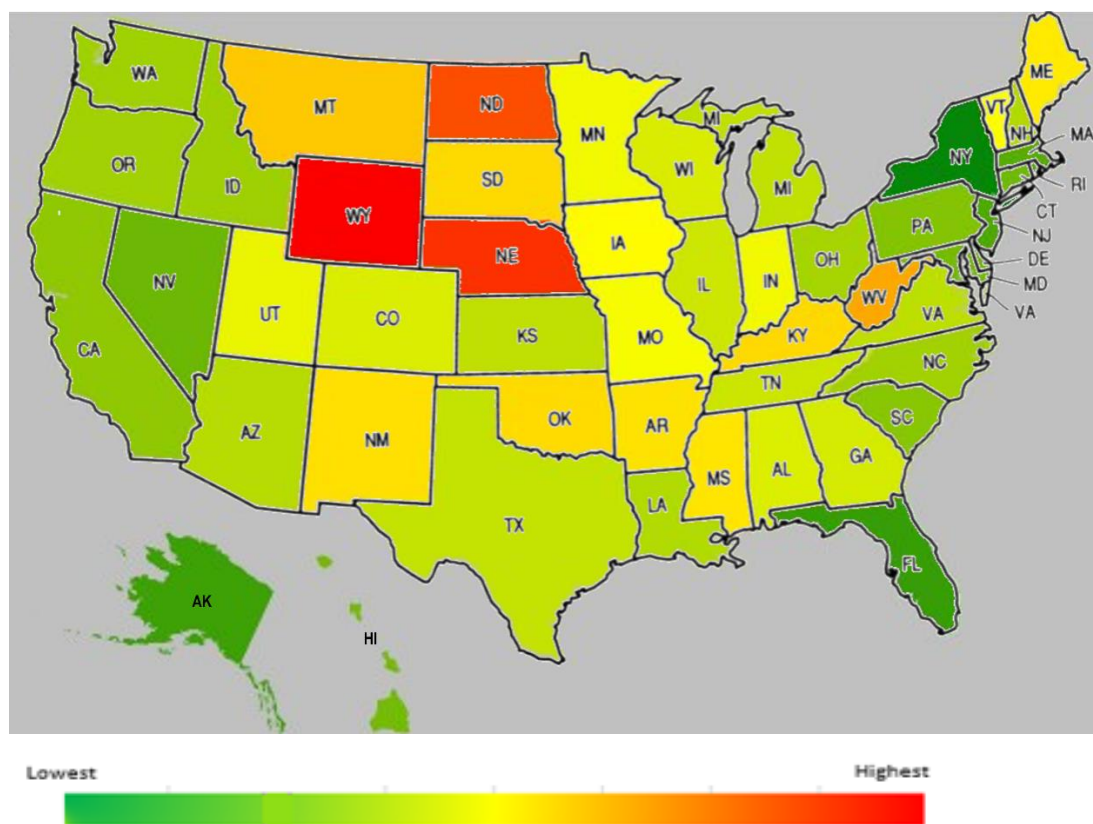 ME
WA
MT
ND
VT
MI
NH
MA
MN
OR
SD
WI
NY
ID
MI
RI
WY
CT
PA
IA
NJ
NE
OH
DE
NV
IN
MD
UT
IL
WV
VA
CO
VA
KS
MO
KY
CA
NC
TN
OK
SC
AZ
NM
AR
GA
MS
AL
LA
TX
FL
AK
HI
Lowest Highest